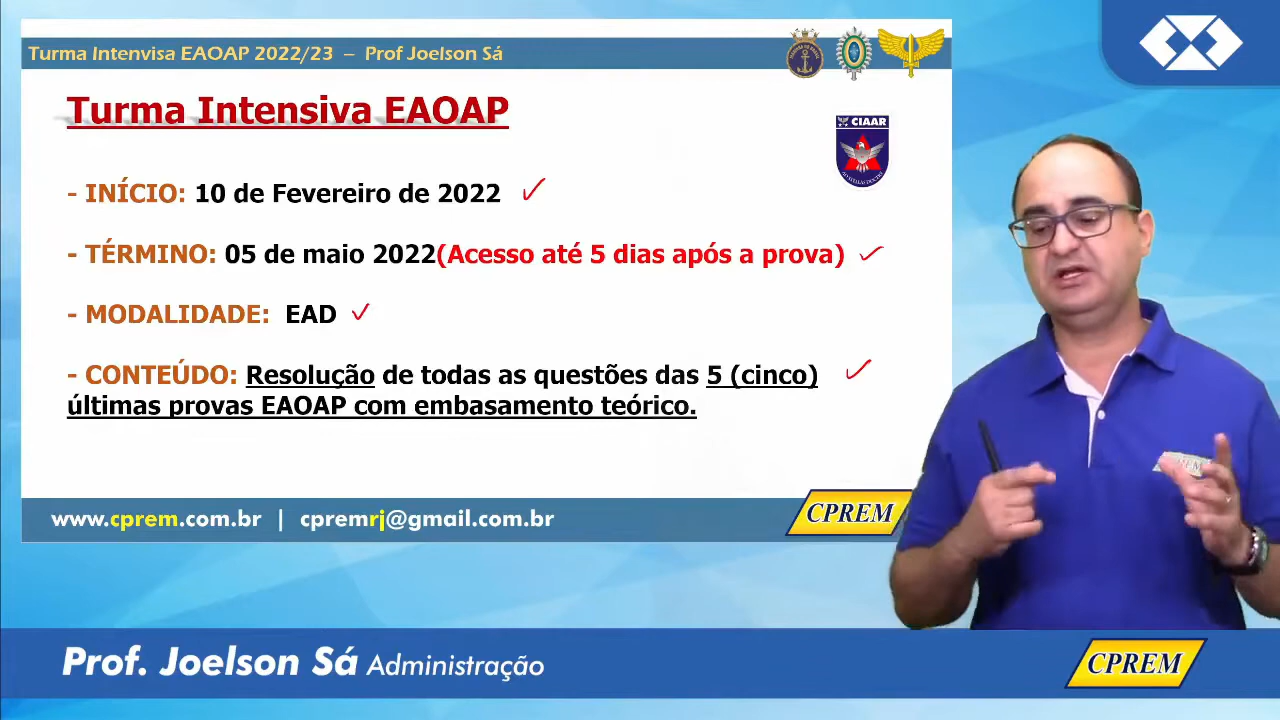 Turma Intenvisa EAOAP 2022/23 – Prof Joelson Sá
Turma Intensiva EAOAP
CIAAR
- INÍCIO: 10 de Fevereiro de 2022
- TÉRMINO: 05 de maio 2022(Acesso até 5 dias após a prova)
- MODALIDADE: EAD
- CONTEÚDO: Resolução de todas as questões das 5 (cinco)
últimas provas EAOAP com embasamento teórico.
CPREM
www.cprem.com.br | cpremrj@gmail.com.br
CPREM
Prof. Joelson Sá Administração
CPREM